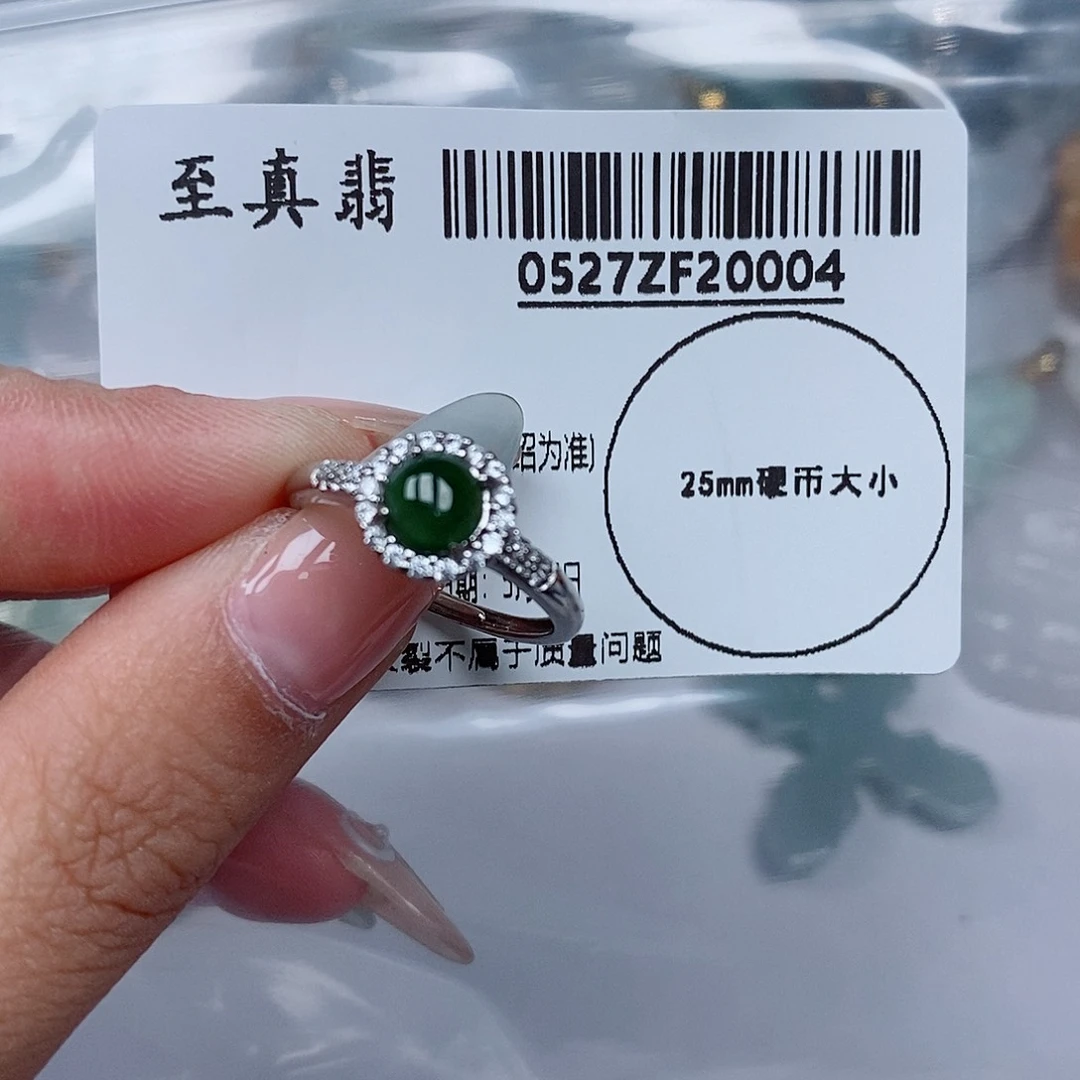 至真翡
0527ZF20004
为准)
25mm硬币大小
期:
裂不属于质量问题